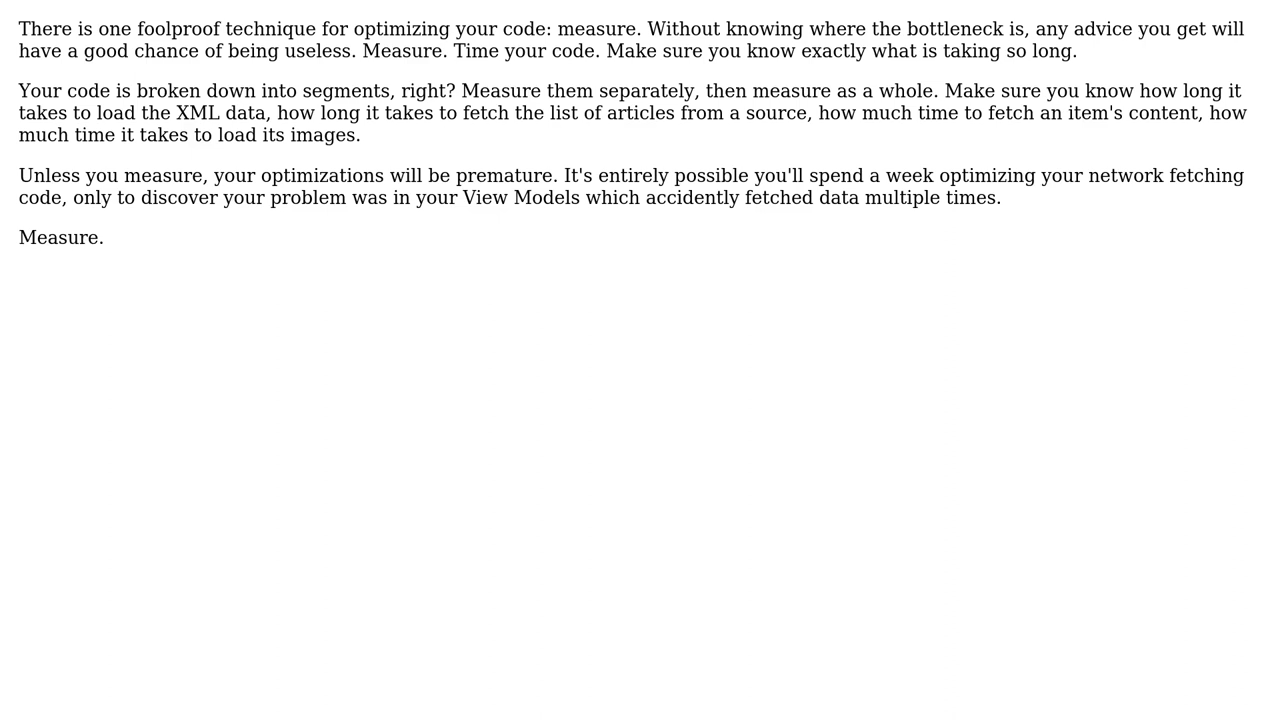 There is one foolproof technique for optimizing your code: measure. Without knowing where the bottleneck is, any advice you get will
have a good chance of being useless. Measure. Time your code. Make sure you know exactly what is taking so long.
Your code is broken down into segments, right? Measure them separately, then measure as a whole. Make sure you know how long it
takes to load the XML data, how long it takes to fetch the list of articles from a source, how much time to fetch an item's content, how
much time it takes to load its images.
Unless you measure, your optimizations will be premature. It's entirely possible you'll spend a week optimizing your network fetching
code, only to discover your problem was in your View Models which accidently fetched data multiple times.
Measure.